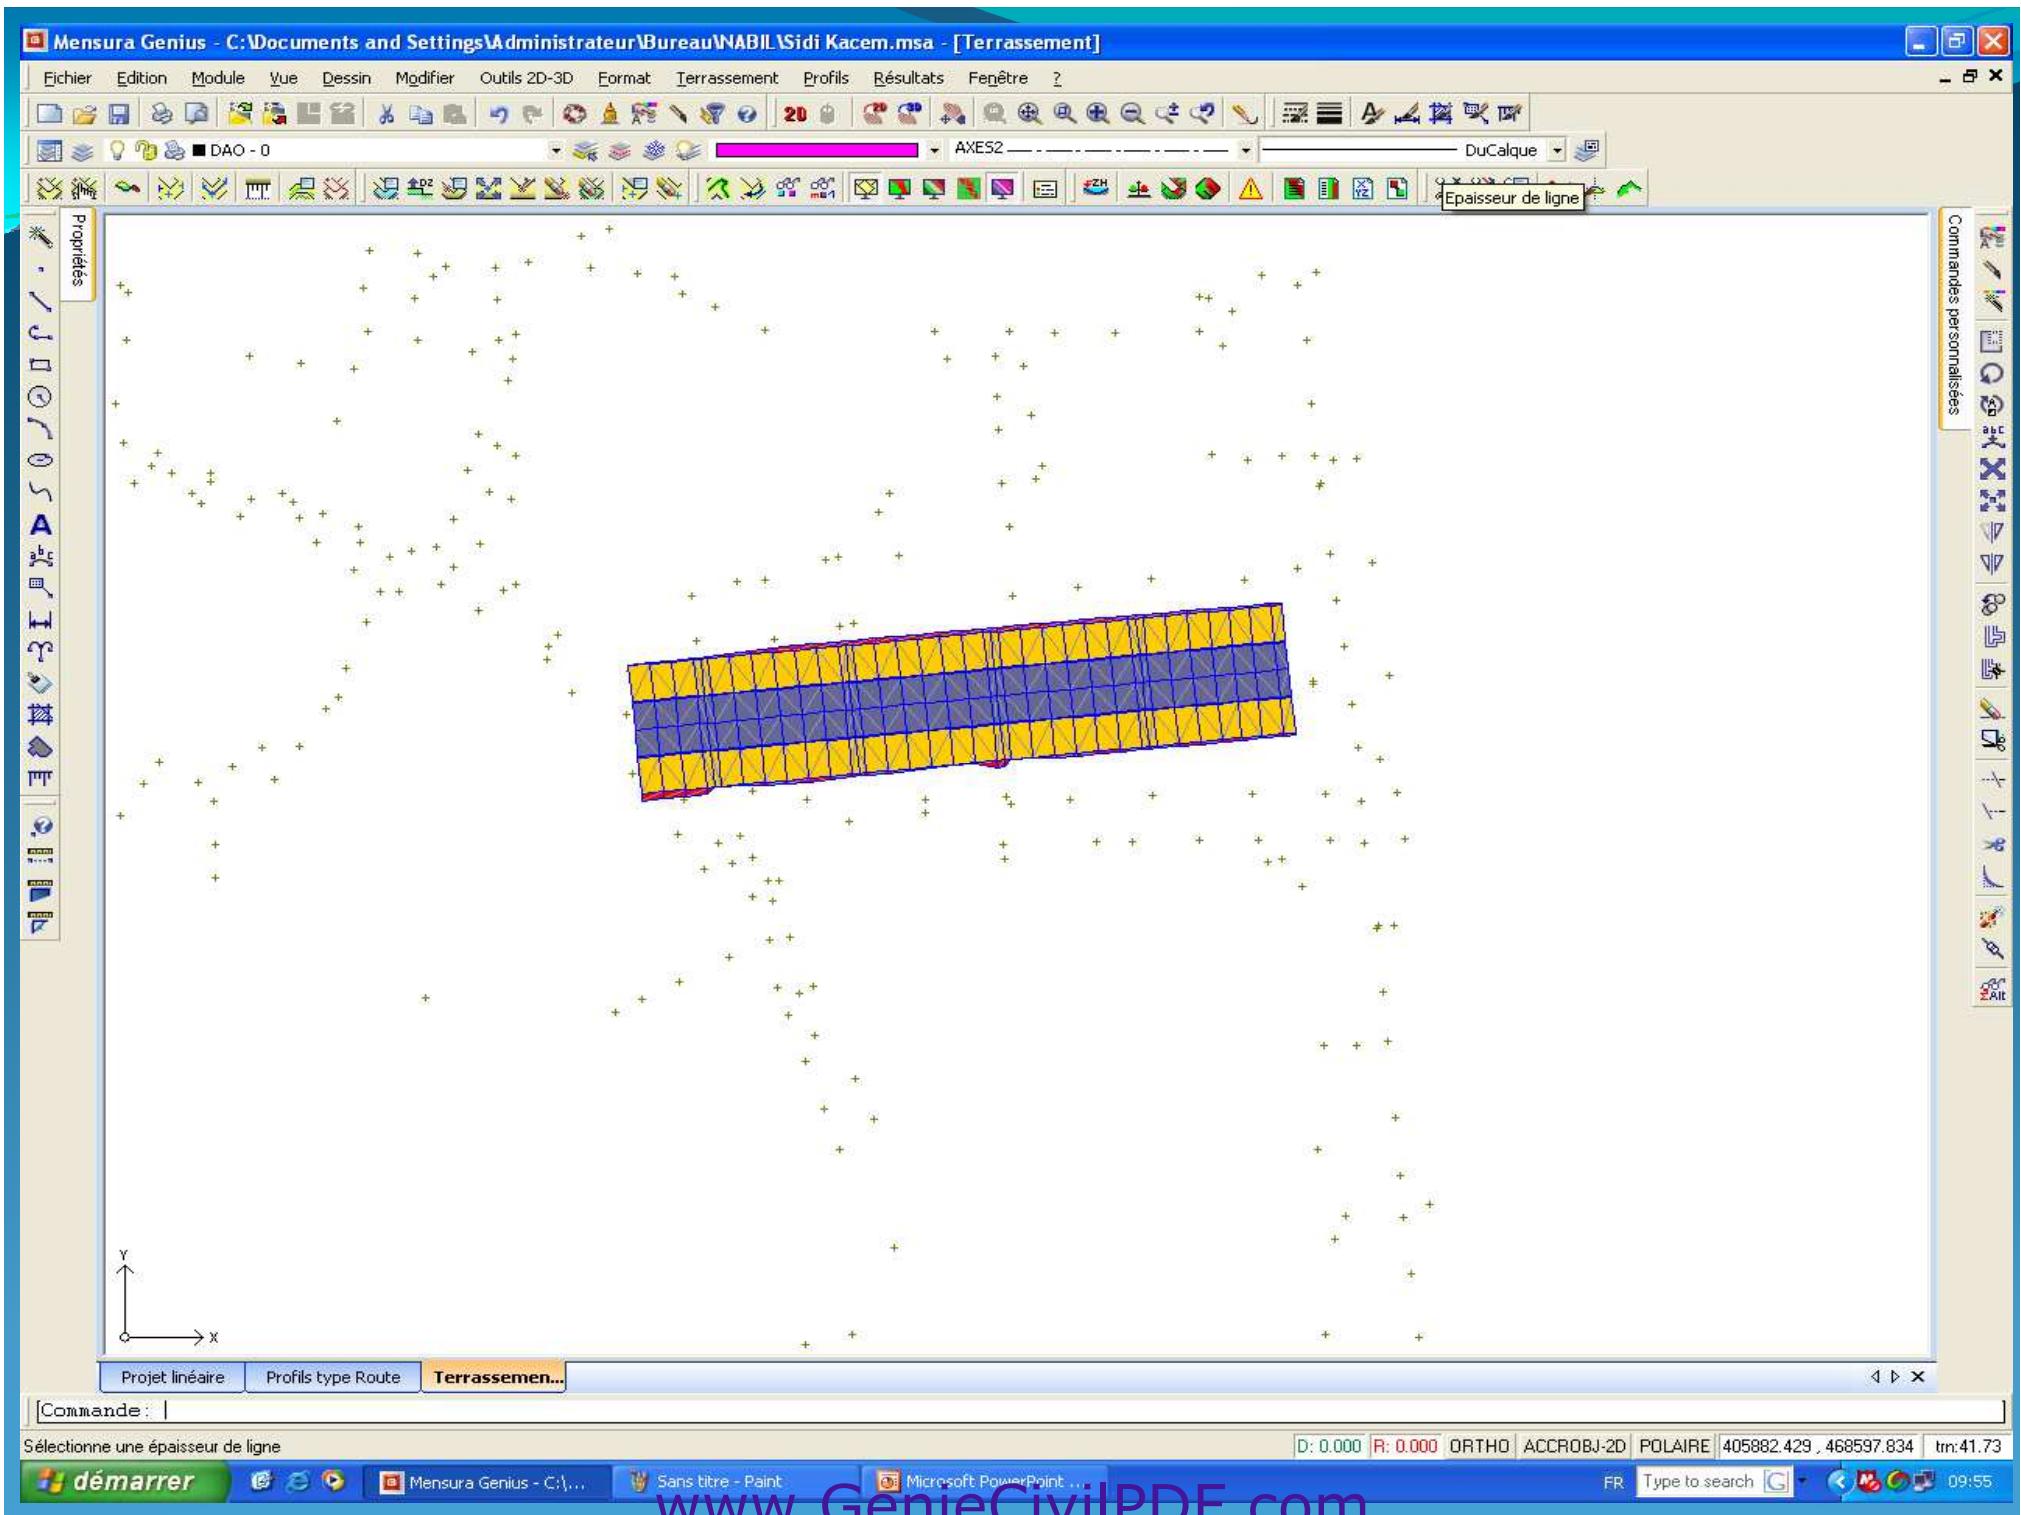 Mensura Genius - C:\Documents and Settings\Administrateur\Bureau\NABIL\Sidi Kacem.msa - [Terrassement]
Fichier Edition Module Vue Dessin Modifier Outils 2D-3D Format Terrassement Profils Résultats Fenêtre ?
2D
DAO - 0
AXES2
DuCalque
Epaisseur de ligne
Propriétés
Commandes personnalisées
Y
X
Projet linéaire Profils type Route Terrassemen...
[Commande: |
Sélectionne une épaisseur de ligne
D: 0.000 R: 0.000 ORTHO ACCROBJ-2D POLAIRE 405882.429 , 468597.834 trn:41.73
démarrer Mensura Genius - C:\... Sans titre - Paint Microsoft PowerPoint ... FR Type to search 09:55
www.GenieCivilPDF.com